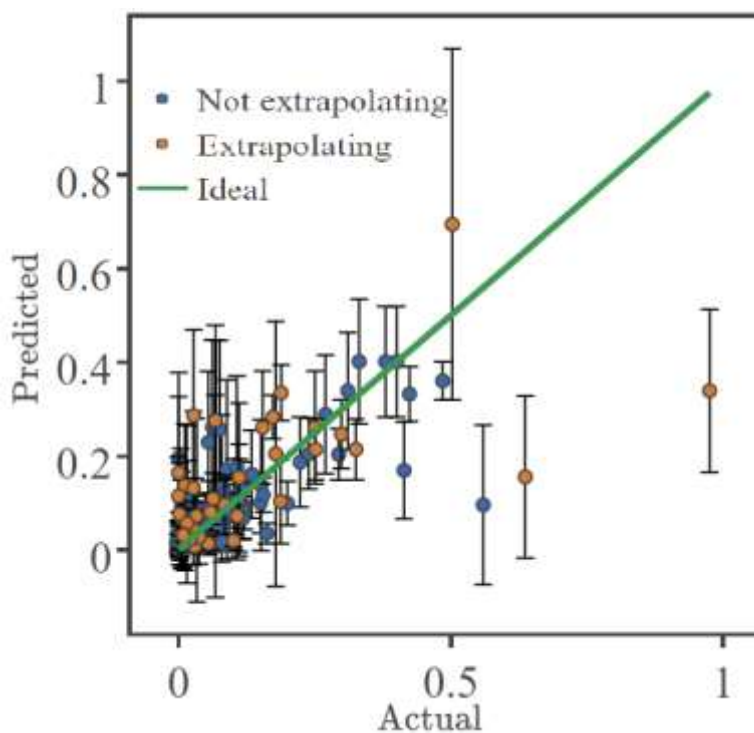 1
Not extrapolating
Extrapolating
0.8
Ideal
0.6
0.4
0.2
0
Predicted
0
0.5
1
Actual